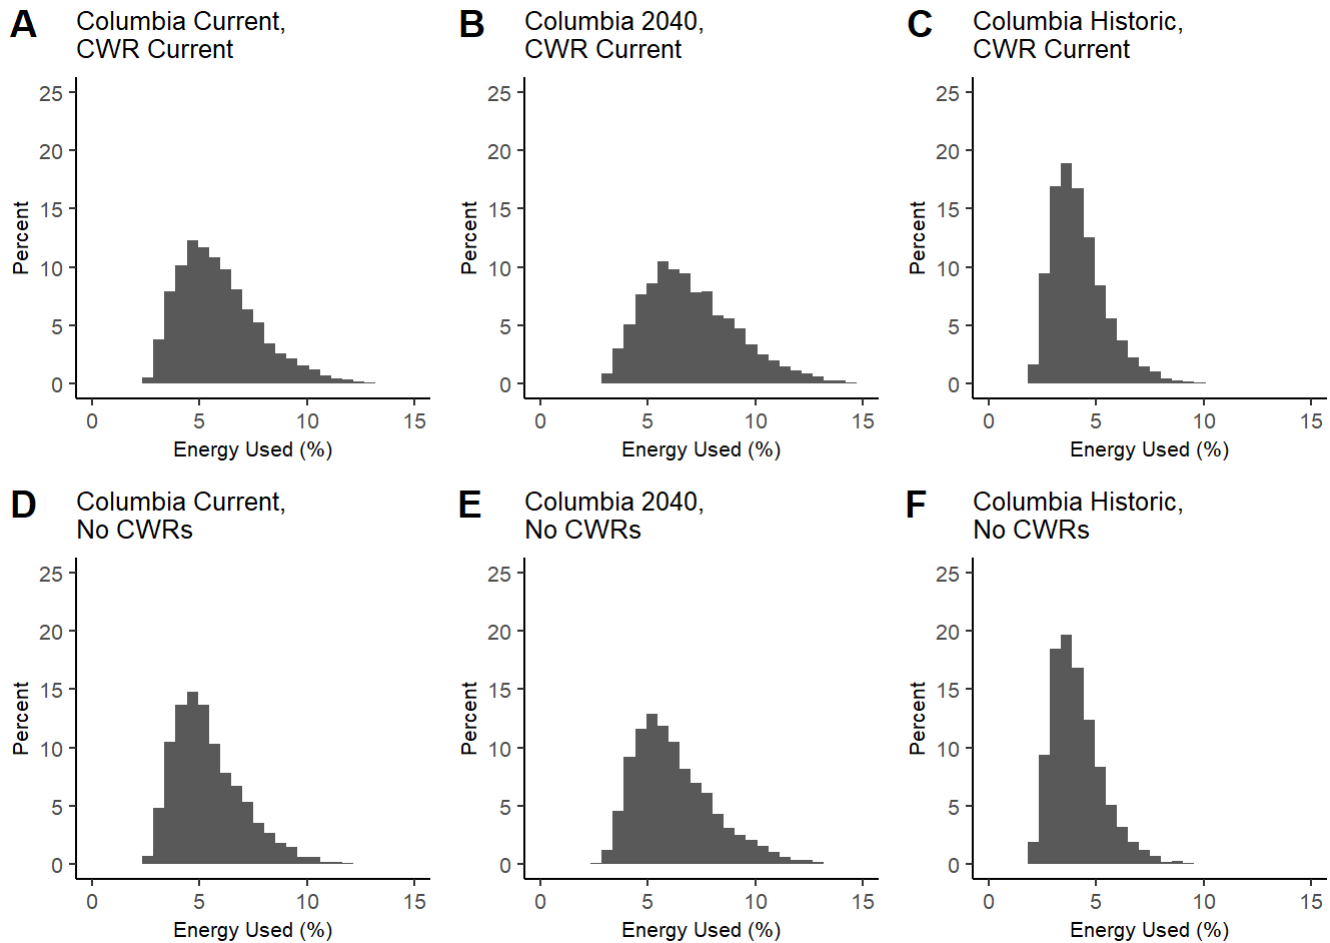 A Columbia Current,
CWR Current
B Columbia 2040,
CWR Current
C Columbia Historic,
CWR Current
25
20
15
10
5
0
Percent
0 5 10 15
Energy Used (%)
25
20
15
10
5
0
Percent
0 5 10 15
Energy Used (%)
25
20
15
10
5
0
Percent
0 5 10 15
Energy Used (%)
D Columbia Current,
No CWRs
E Columbia 2040,
No CWRs
F Columbia Historic,
No CWRs
25
20
15
10
5
0
Percent
0 5 10 15
Energy Used (%)
25
20
15
10
5
0
Percent
0 5 10 15
Energy Used (%)
25
20
15
10
5
0
Percent
0 5 10 15
Energy Used (%)